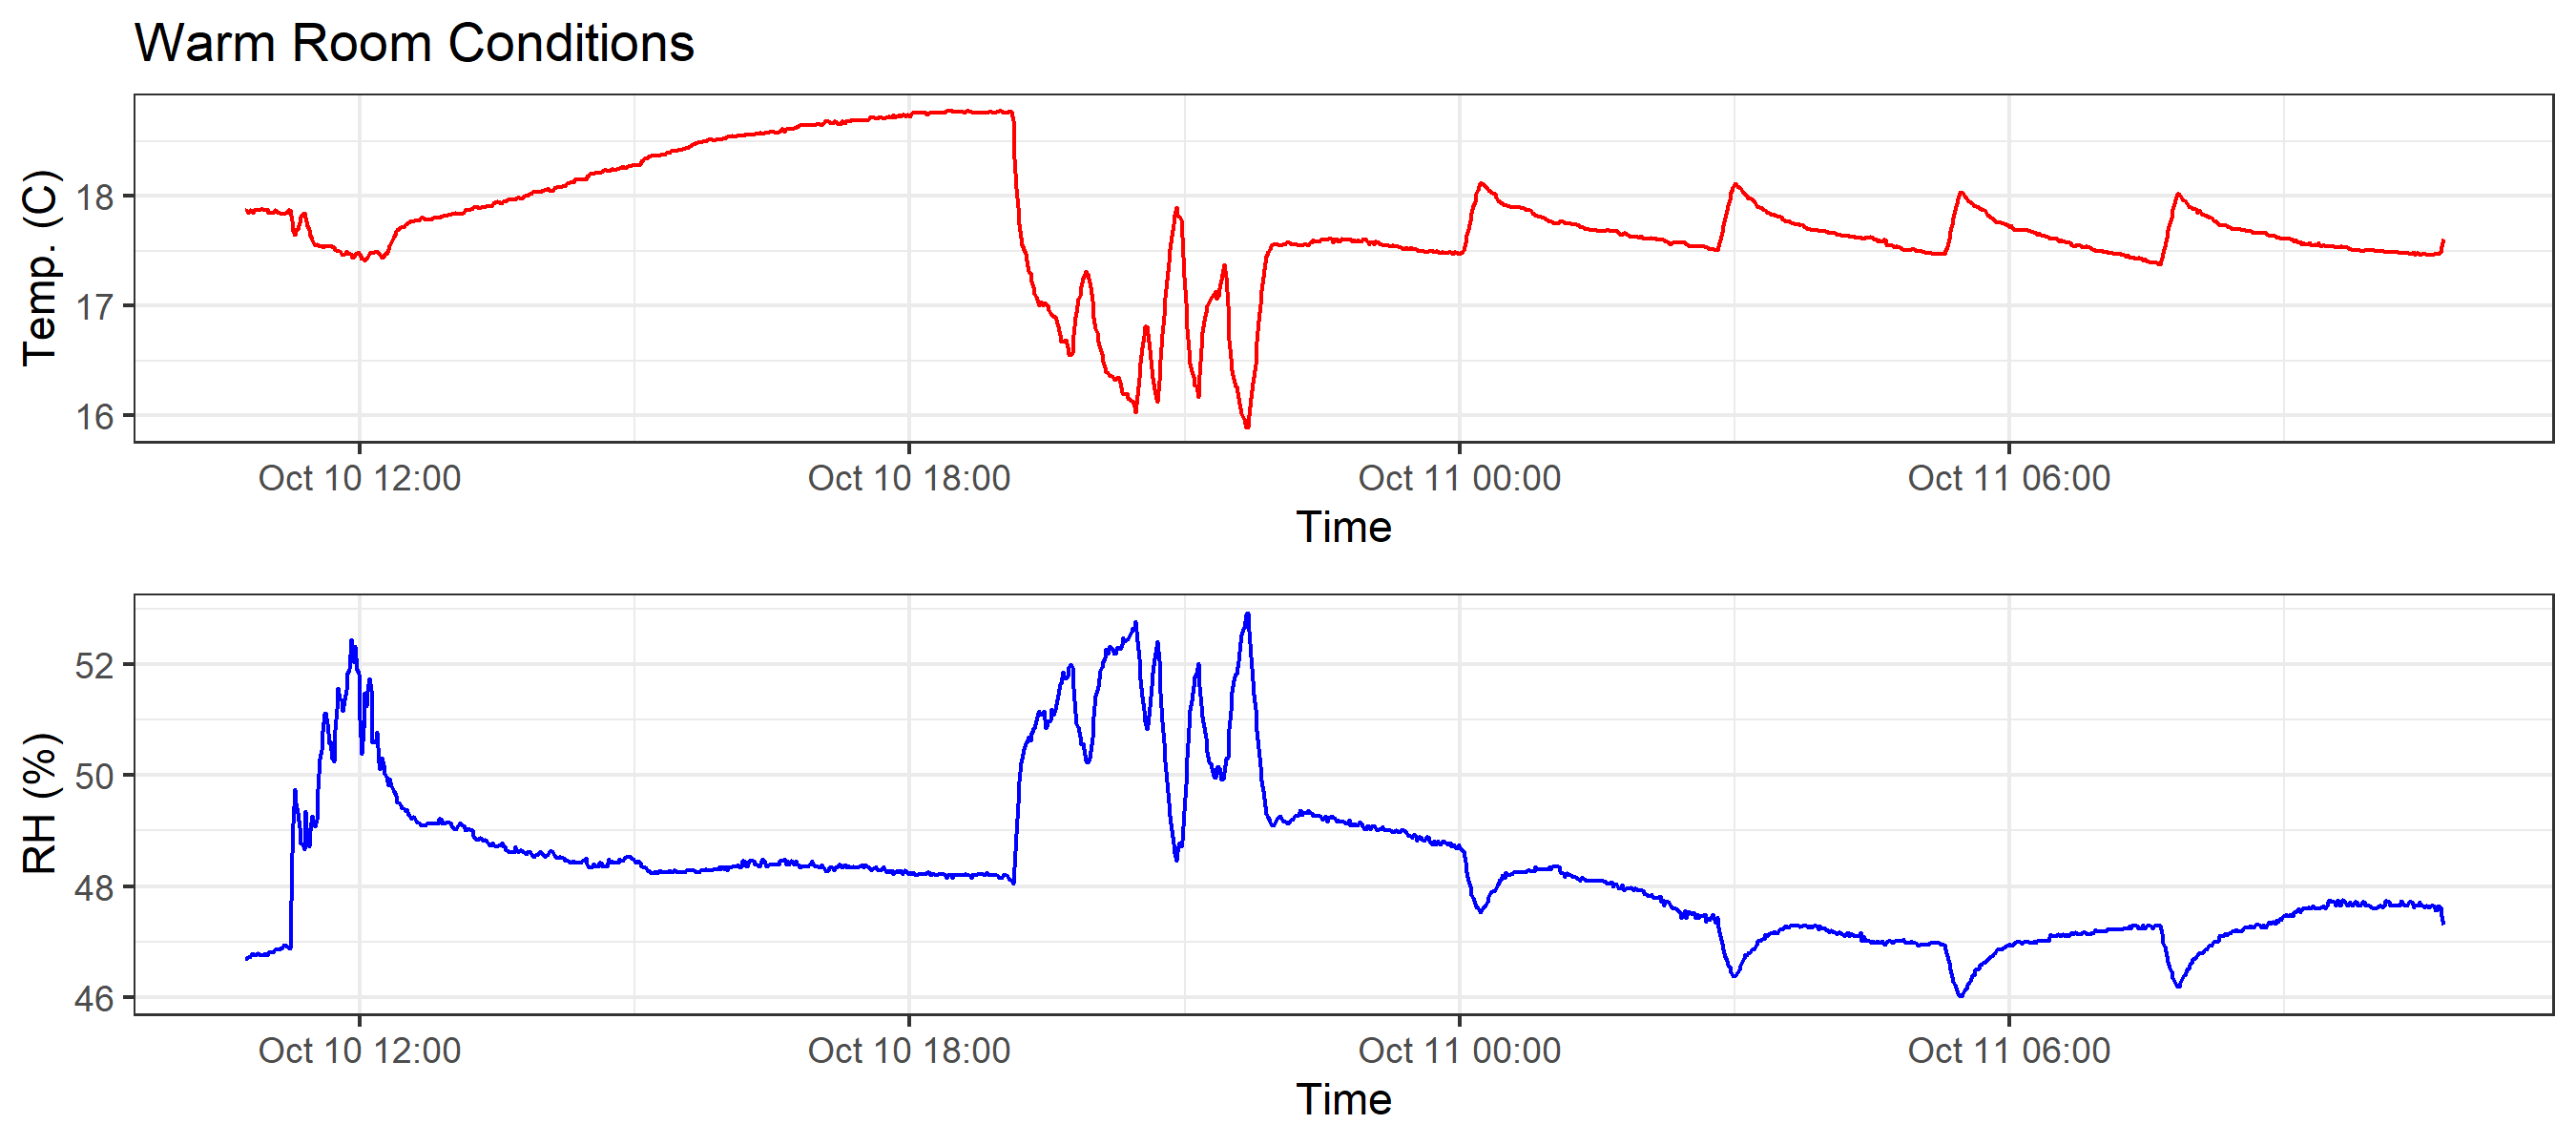 Warm Room Conditions
Temp. (C)
18
17
16
Oct 10 12:00 Oct 10 18:00 Oct 11 00:00 Oct 11 06:00
Time
RH (%)
52
50
48
46
Oct 10 12:00 Oct 10 18:00 Oct 11 00:00 Oct 11 06:00
Time